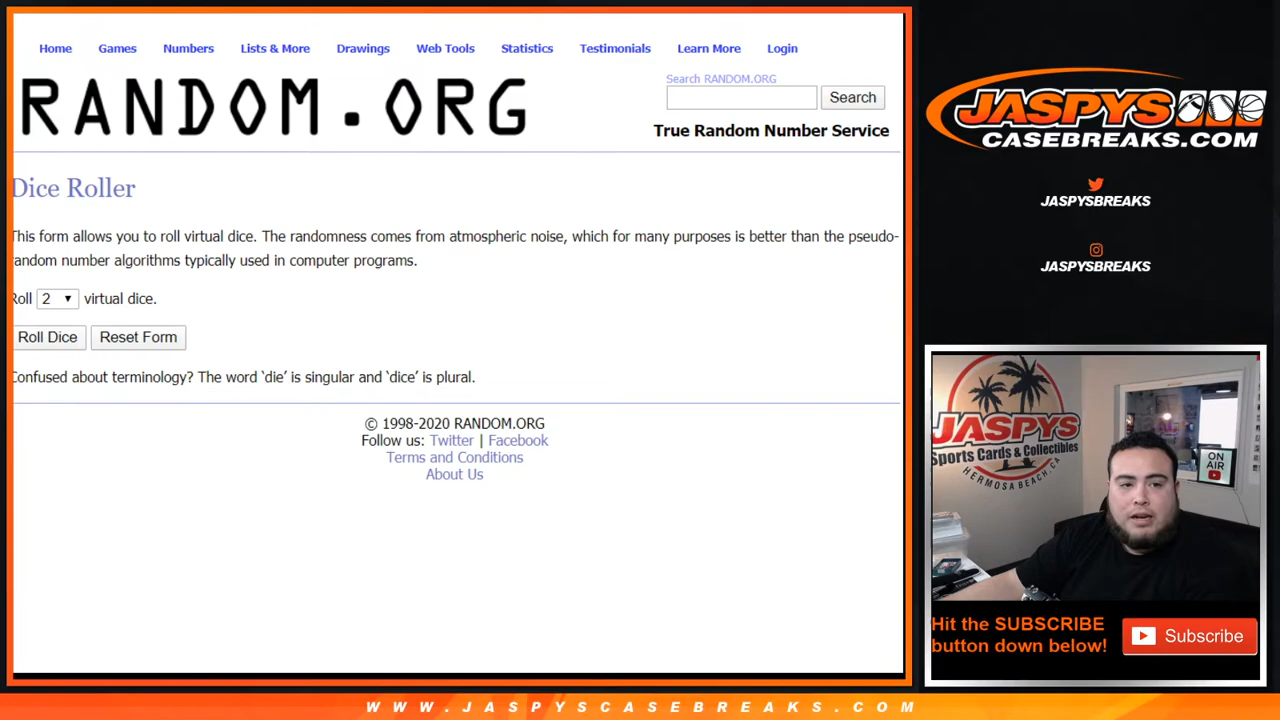 Home Games Numbers Lists & More Drawings Web Tools Statistics Testimonials Learn More Login
RANDOM.ORG
Search RANDOM.ORG
Search
True Random Number Service
Dice Roller
This form allows you to roll virtual dice. The randomness comes from atmospheric noise, which for many purposes is better than the pseudo-
random number algorithms typically used in computer programs.
Roll 2 virtual dice.
Roll Dice Reset Form
Confused about terminology? The word ‘die’ is singular and ‘dice’ is plural.
© 1998-2020 RANDOM.ORG
Follow us: Twitter | Facebook
Terms and Conditions
About Us
JASPYS
CASEBREAKS.COM
JASPYSBREAKS
JASPYSBREAKS
JASPYS
Sports Cards & Collectibles
HERMOSA BEACH, CA
ON
AIR
Hit the SUBSCRIBE
button down below!
Subscribe
WWW.JASPYSCASEBREAKS.COM